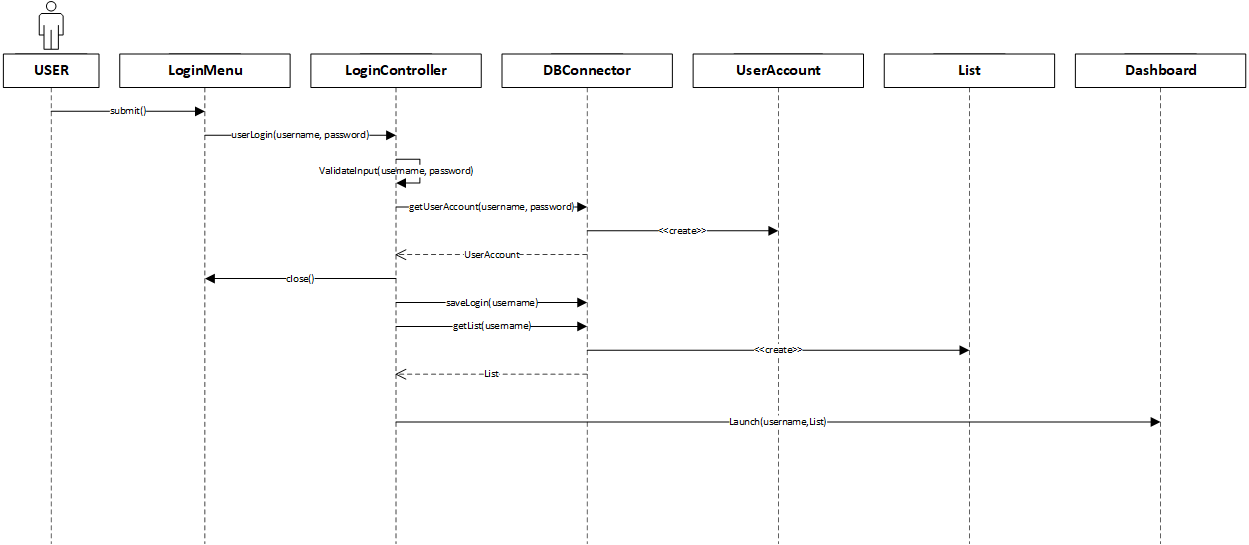 USER
LoginMenu
LoginController
DBConnector
UserAccount
List
Dashboard
submit()
userLogin(username, password)
ValidateInput(username, password)
getUserAccount(username, password)
<<create>>
UserAccount
close()
saveLogin(username)
getList(username)
<<create>>
List
Launch(username,List)